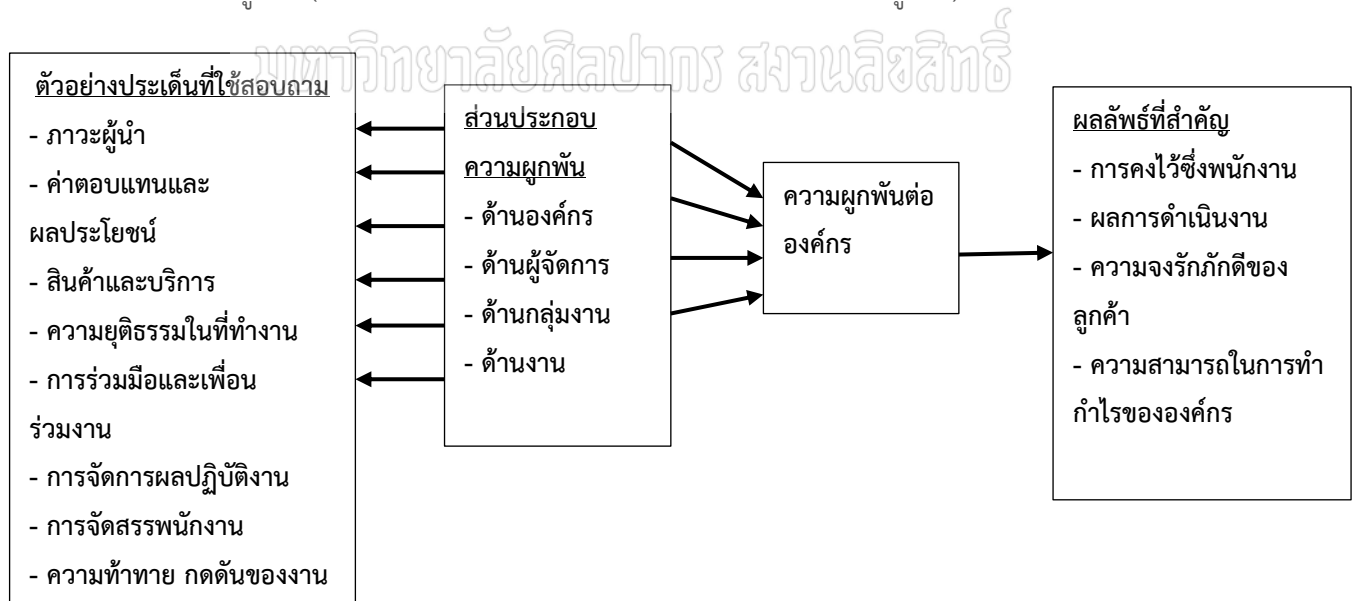 มหาวิทยาลัยศิลปากร สงวนลิขสิทธิ์
ตัวอย่างประเด็นที่ใช้สอบถาม
- ภาวะผู้นำ
- ค่าตอบแทนและ
ผลประโยชน์
- สินค้าและบริการ
- ความยุติธรรมในที่ทำงาน
- การร่วมมือและเพื่อน
ร่วมงาน
- การจัดการผลปฏิบัติงาน
- การจัดสรรพนักงาน
- ความท้าทาย กดดันของงาน
ส่วนประกอบ
ความผูกพัน
- ด้านองค์กร
- ด้านผู้จัดการ
- ด้านกลุ่มงาน
- ด้านงาน
ความผูกพันต่อ
องค์กร
ผลลัพธ์ที่สำคัญ
- การคงไว้ซึ่งพนักงาน
- ผลการดำเนินงาน
- ความจงรักภักดีของ
ลูกค้า
- ความสามารถในการทำ
กำไรขององค์กร